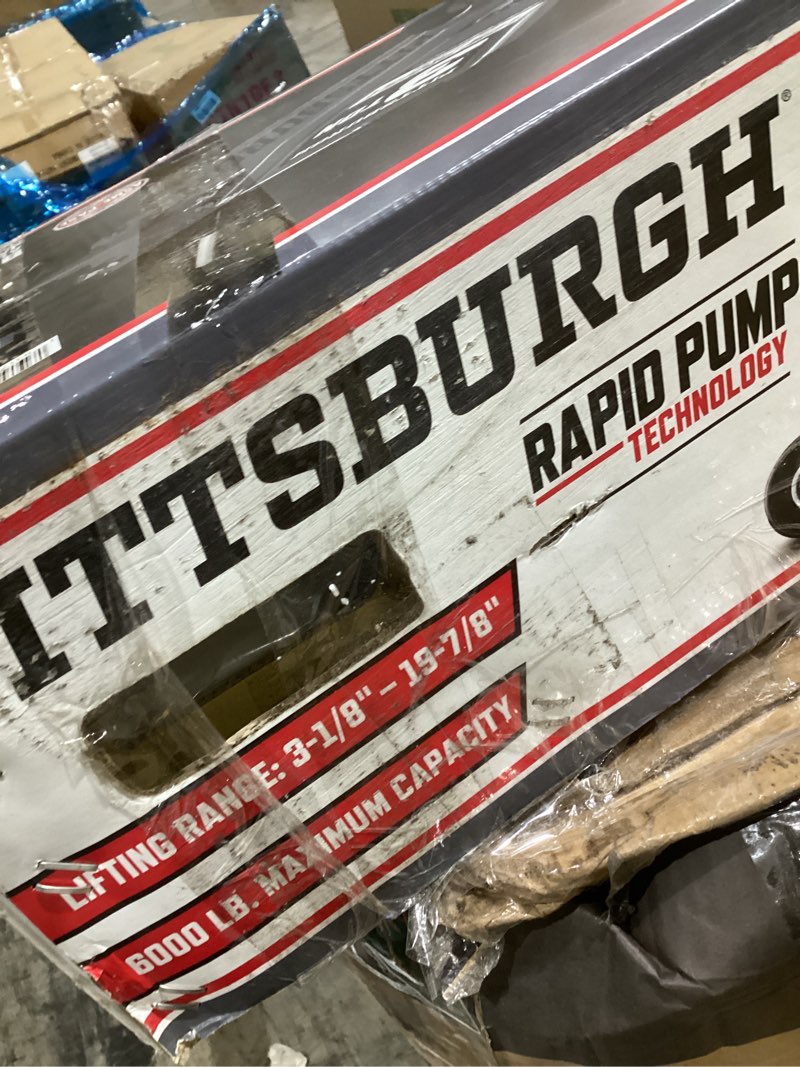 ITTSBURGH®
RAPID PUMP
TECHNOLOGY
LIFTING RANGE: 3-1/8" – 19-7/8"
6000 LB. MAXIMUM CAPACITY